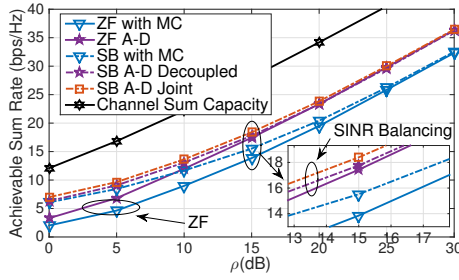 Achievable Sum Rate (bps/Hz)
40
35
30
25
20
15
10
5
0
ZF with MC
ZF A-D
SB with MC
SB A-D Decoupled
SB A-D Joint
Channel Sum Capacity
SINR Balancing
18
16
14
13 14 15 16 17
ZF
0 5 10 15 20 25 30
ρ(dB)